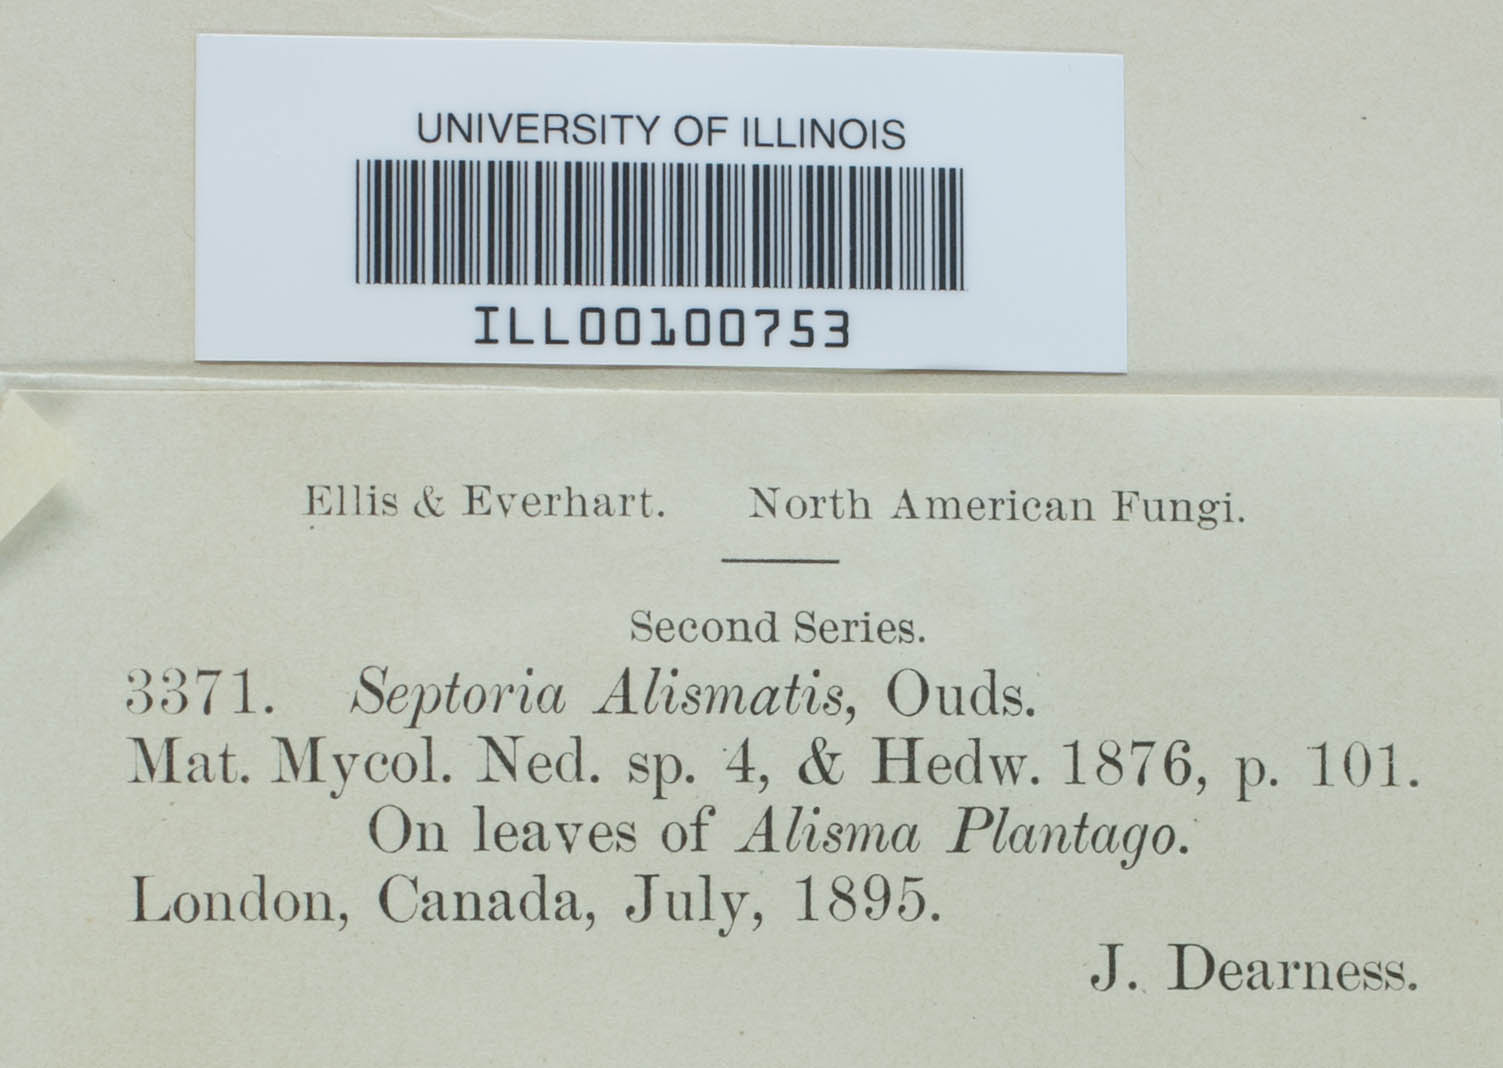 UNIVERSITY OF ILLINOIS
ILL00100753
Ellis & Everhart. North American Fungi.
Second Series.
3371. Septoria Alismatis, Ouds.
Mat. Mycol. Ned. sp. 4, & Hedw. 1876, p. 101.
On leaves of Alisma Plantago.
London, Canada, July, 1895.
J. Dearness.